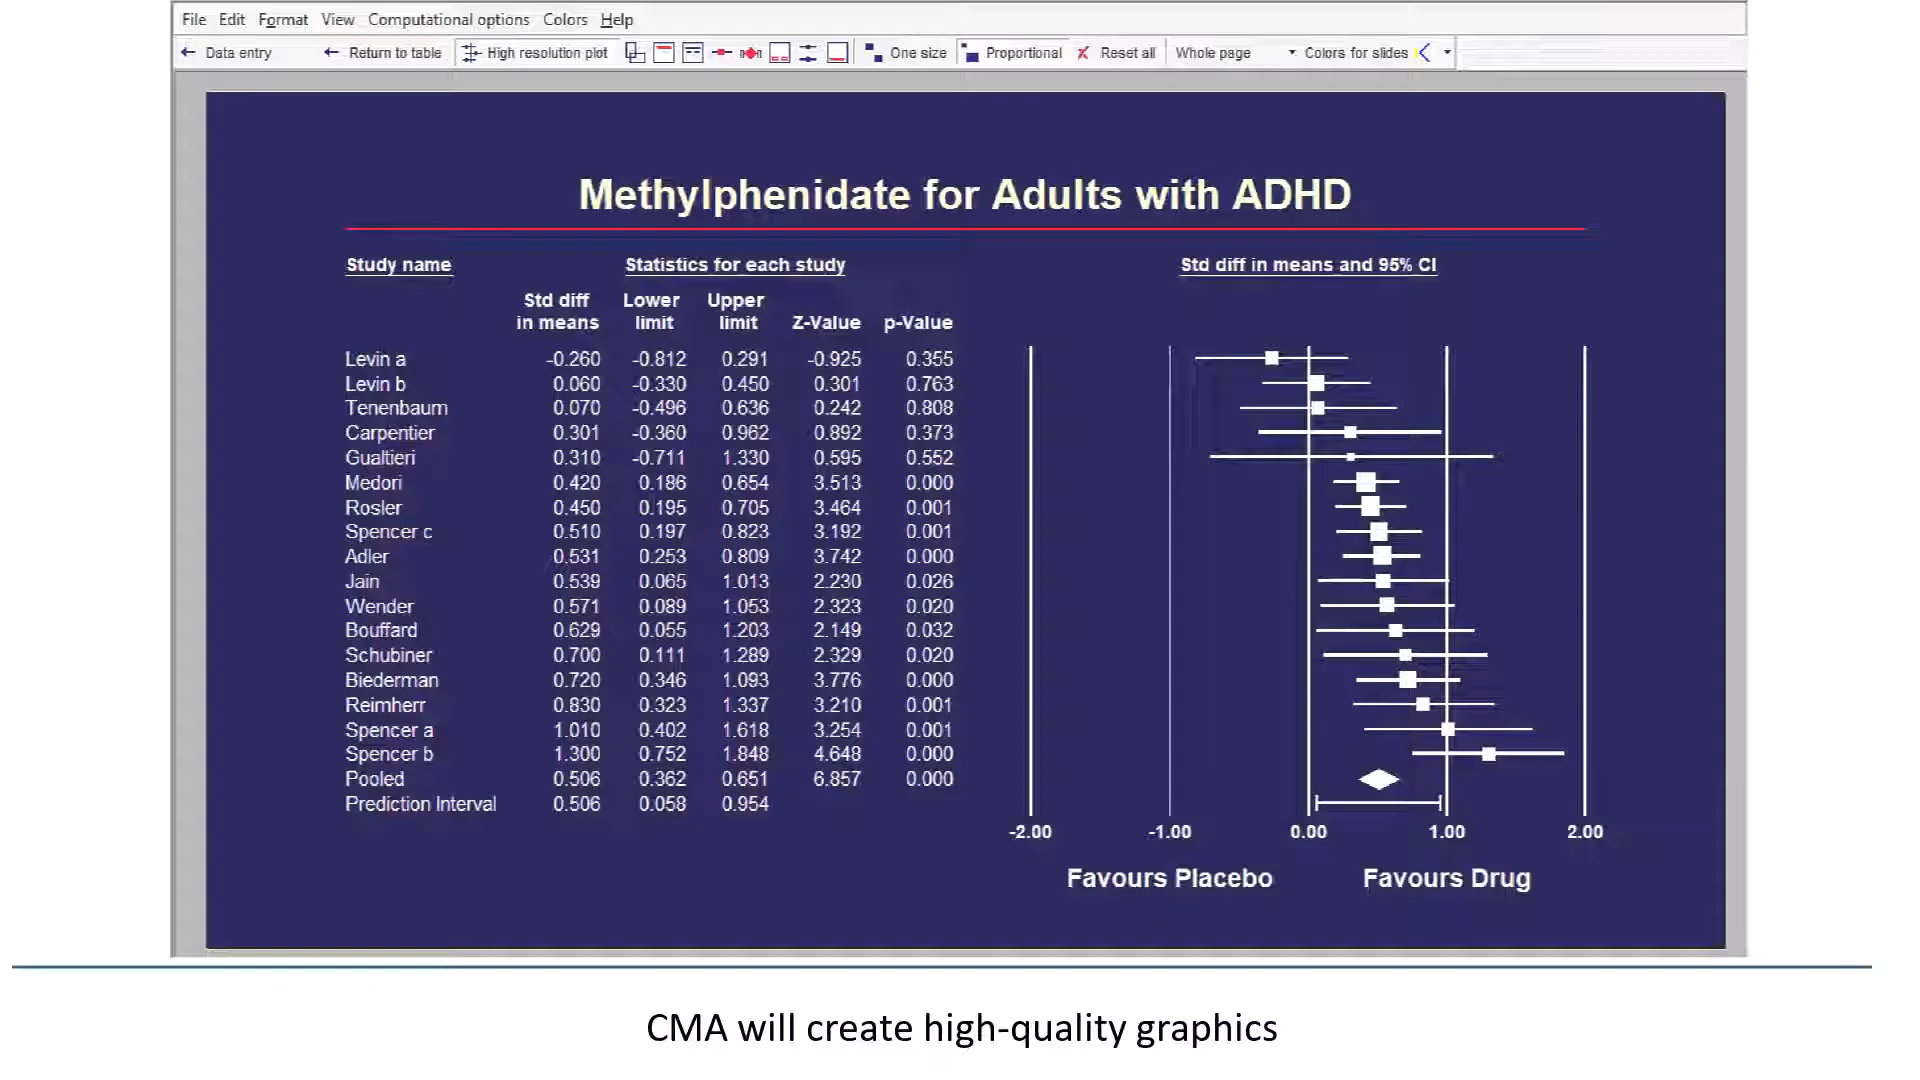 File Edit Format View Computational options Colors Help
Data entry Return to table High resolution plot One size Proportional Reset all Whole page Colors for slides
Methylphenidate for Adults with ADHD
Study name Statistics for each study Std diff in means and 95% CI
Std diff Lower Upper
in means limit limit Z-Value p-Value
Levin a -0.260 -0.812 0.291 -0.925 0.355
Levin b 0.060 -0.330 0.450 0.301 0.763
Tenenbaum 0.070 -0.496 0.636 0.242 0.808
Carpentier 0.301 -0.360 0.962 0.892 0.373
Gualtieri 0.310 -0.711 1.330 0.595 0.552
Medori 0.420 0.186 0.654 3.513 0.000
Rosler 0.450 0.195 0.705 3.464 0.001
Spencer c 0.510 0.197 0.823 3.192 0.001
Adler 0.531 0.253 0.809 3.742 0.000
Jain 0.539 0.065 1.013 2.230 0.026
Wender 0.571 0.089 1.053 2.323 0.020
Bouffard 0.629 0.055 1.203 2.149 0.032
Schubiner 0.700 0.111 1.289 2.329 0.020
Biederman 0.720 0.346 1.093 3.776 0.000
Reimherr 0.830 0.323 1.337 3.210 0.001
Spencer a 1.010 0.402 1.618 3.254 0.001
Spencer b 1.300 0.752 1.848 4.648 0.000
Pooled 0.506 0.362 0.651 6.857 0.000
Prediction Interval 0.506 0.058 0.954
-2.00 -1.00 0.00 1.00 2.00
Favours Placebo Favours Drug
CMA will create high-quality graphics